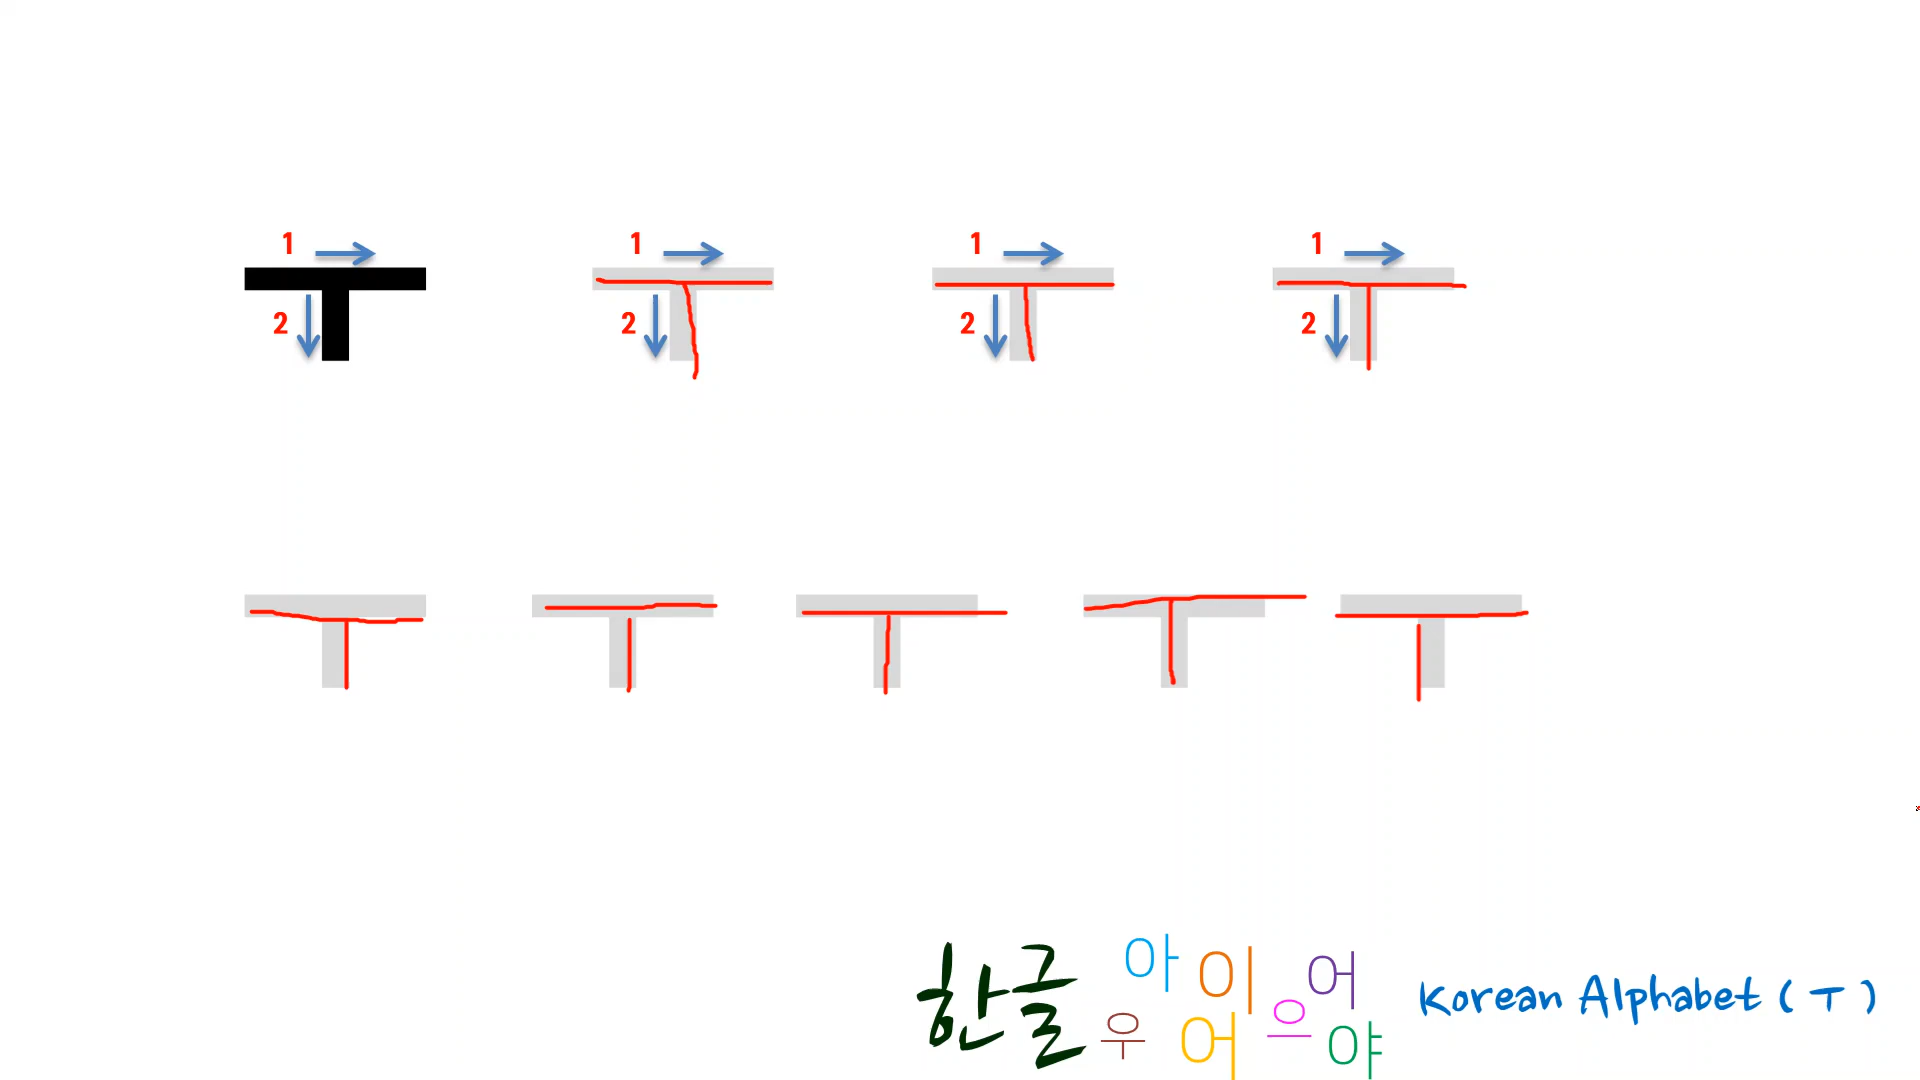 1 1 1 1
ㅜ ㅜ ㅜ ㅜ
2 2 2 2
ㅜ ㅜ ㅜ ㅜ ㅜ
한글 아 이 어 Korean Alphabet (ㅜ)
우 어 으 야